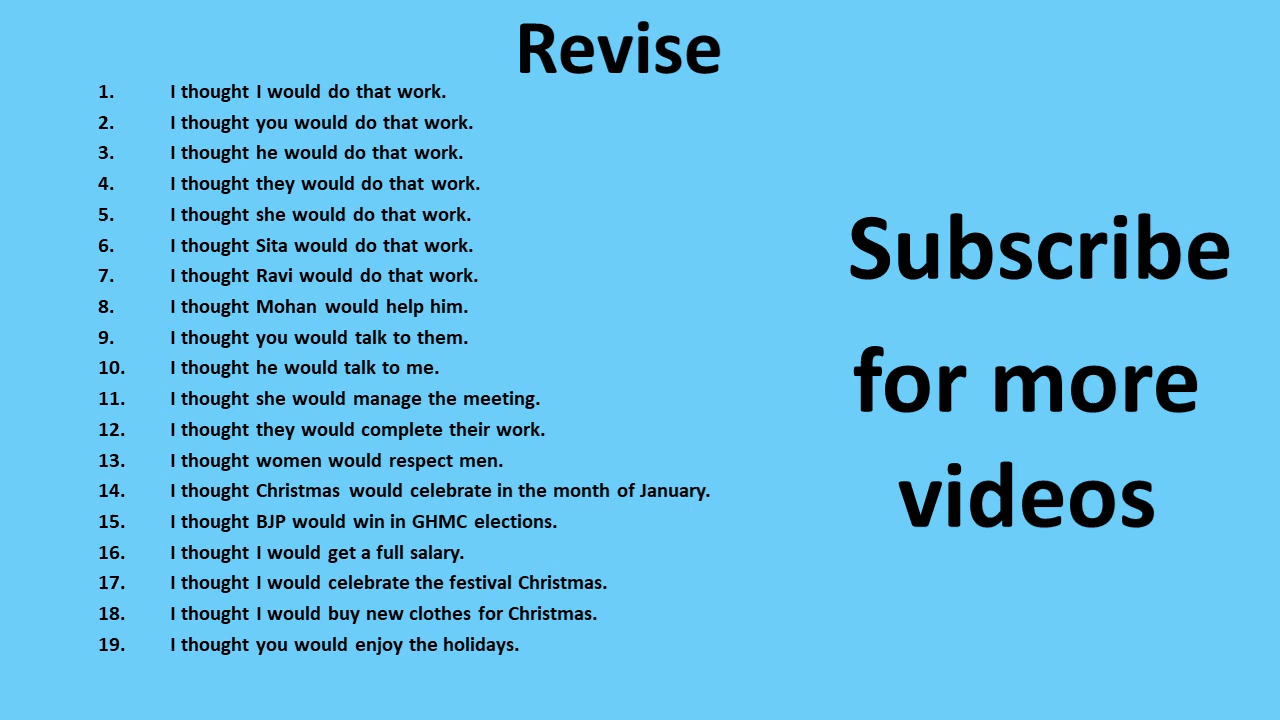 Revise
1. I thought I would do that work.
2. I thought you would do that work.
3. I thought he would do that work.
4. I thought they would do that work.
5. I thought she would do that work.
6. I thought Sita would do that work.
7. I thought Ravi would do that work.
8. I thought Mohan would help him.
9. I thought you would talk to them.
10. I thought he would talk to me.
11. I thought she would manage the meeting.
12. I thought they would complete their work.
13. I thought women would respect men.
14. I thought Christmas would celebrate in the month of January.
15. I thought BJP would win in GHMC elections.
16. I thought I would get a full salary.
17. I thought I would celebrate the festival Christmas.
18. I thought I would buy new clothes for Christmas.
19. I thought you would enjoy the holidays.
Subscribe
for more
videos